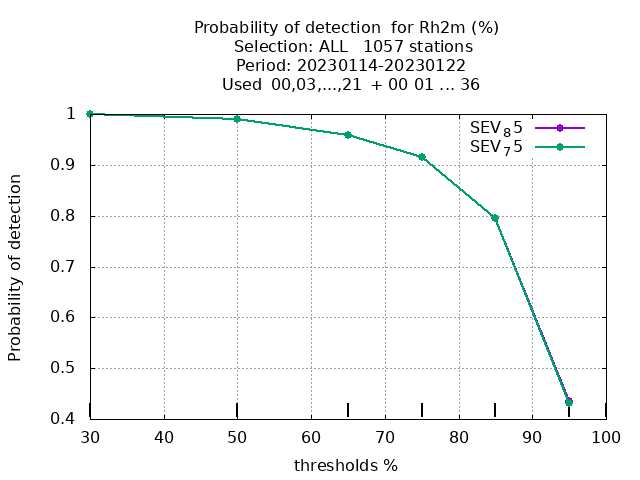 Probability of detection  for Rh2m (%)
Selection: ALL   1057 stations
Period: 20230114-20230122
Used  00,03,...,21  + 00 01 ... 36
SEV₈5
SEV₇5
1
0.9
0.8
0.7
0.6
0.5
0.4
Probability of detection
30 40 50 60 70 80 90 100
thresholds %